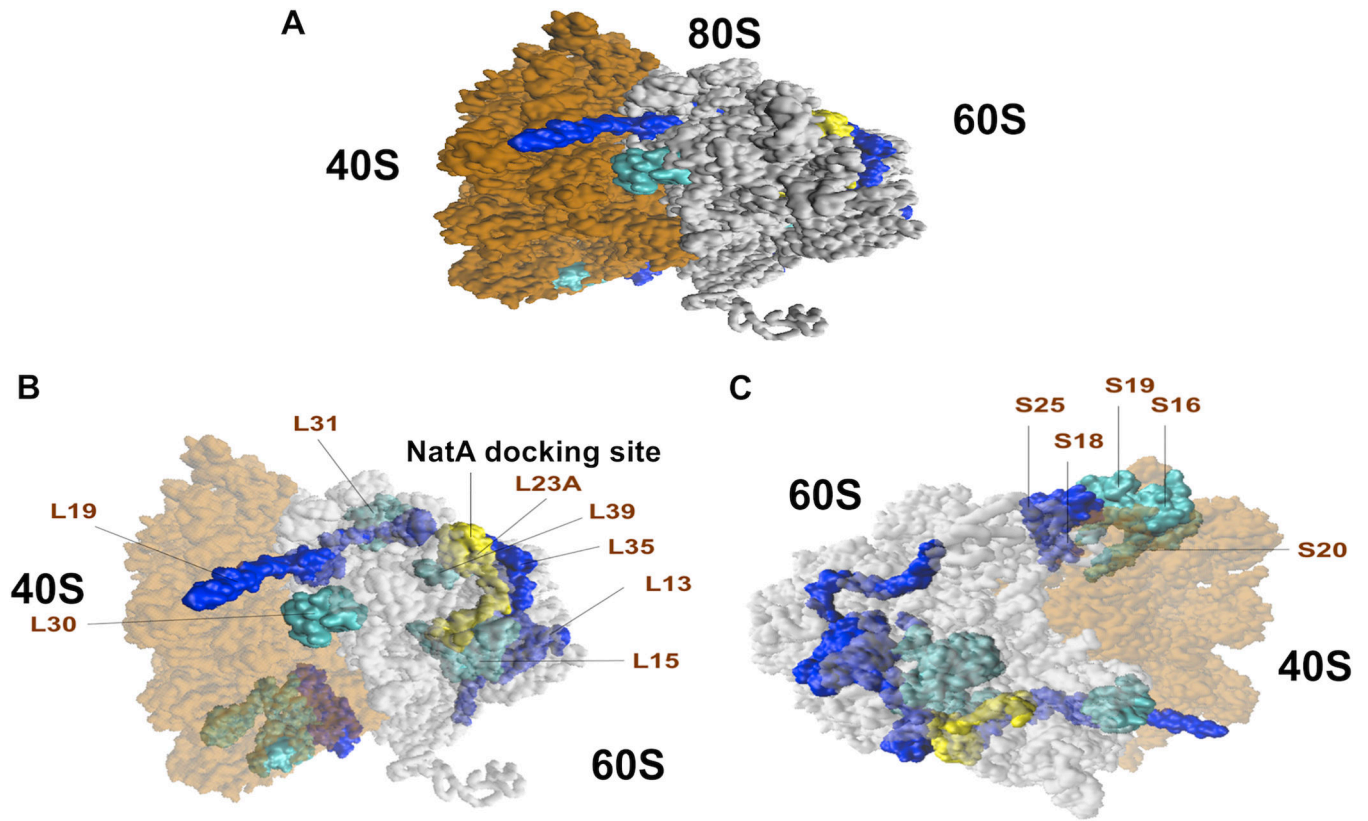 A
80S
60S
40S
B
L31
NatA docking site
L23A
L19
L39
L35
40S
L13
L30
L15
60S
C
S19
S25
S16
S18
60S
S20
40S